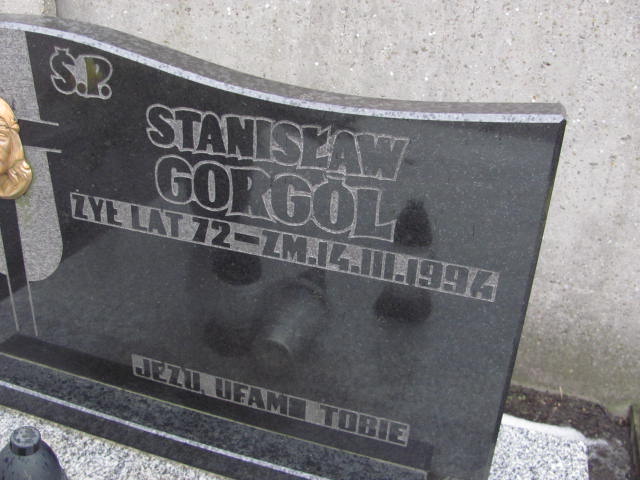 Ś.P.
STANISŁAW
GORGÓL
ŻYŁ LAT 72 – ZM. 14.III.1994
JEZU, UFAM TOBIE